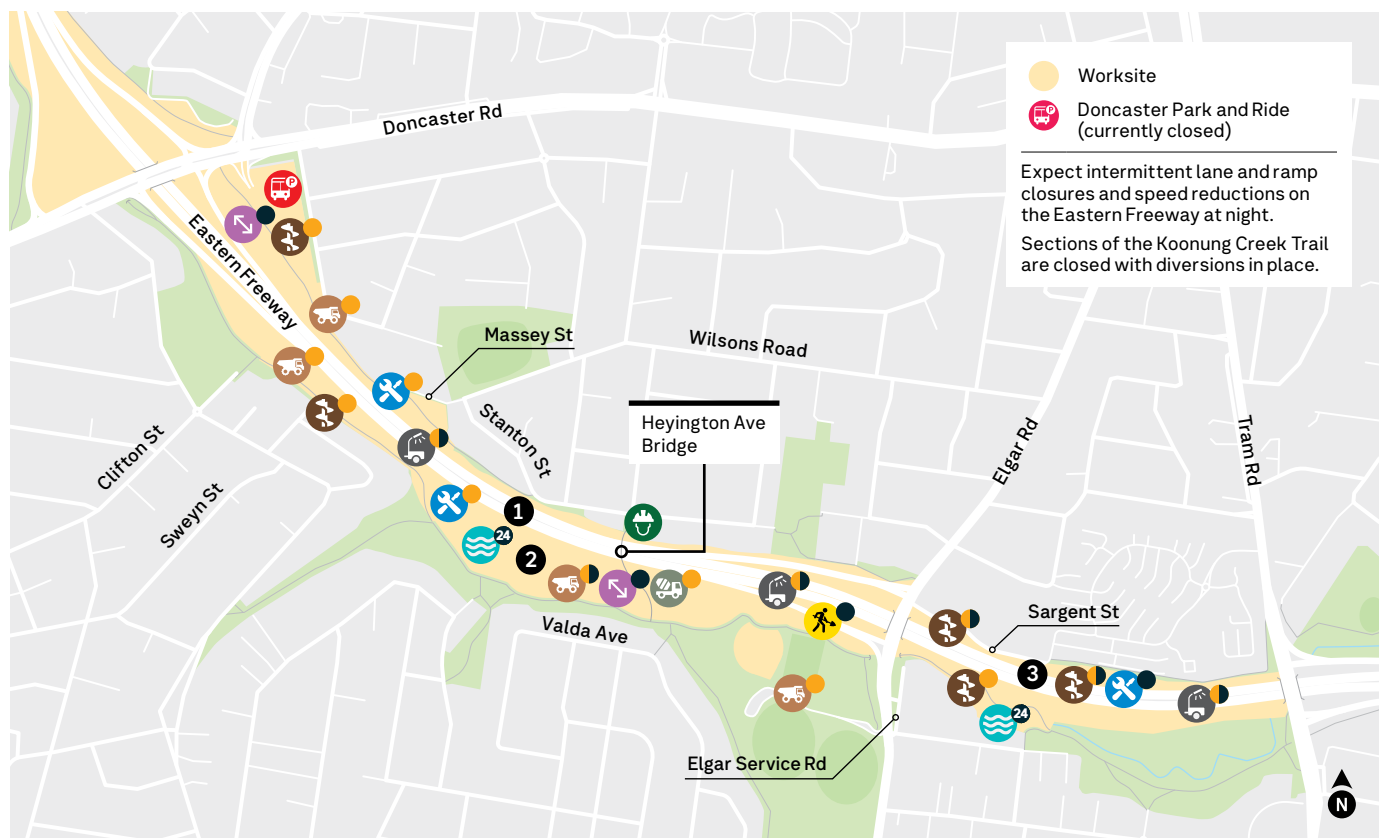 Worksite
P
Doncaster Park and Ride
(currently closed)
Expect intermittent lane and ramp
closures and speed reductions on
the Eastern Freeway at night.
Sections of the Koonung Creek Trail
are closed with diversions in place.
Doncaster Rd
P
Eastern Freeway
Massey St
Wilsons Road
Heyington Ave
Bridge
Stanton St
Clifton St
Sweyn St
Elgar Rd
Tram Rd
1
24
2
Valda Ave
Sargent St
3
24
Elgar Service Rd
N